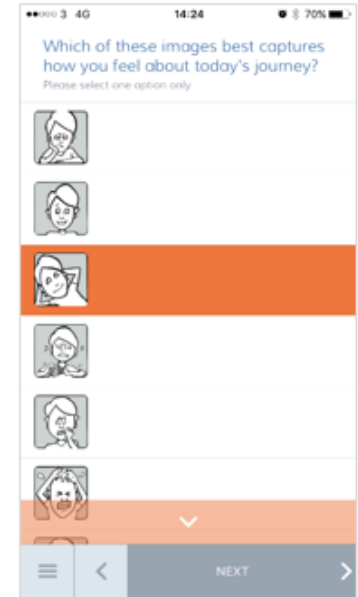 3 4G 14:24 70%
Which of these images best captures
how you feel about today's journey?
Please select one option only
NEXT